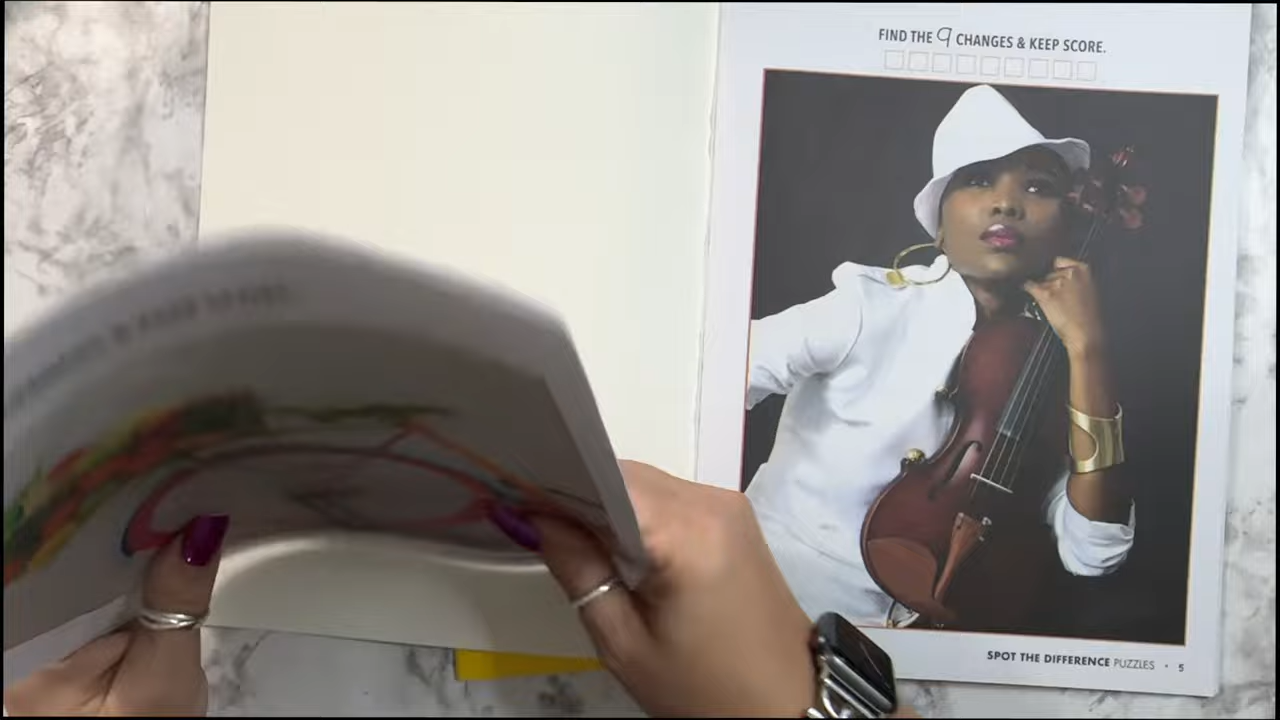 FIND THE 9 CHANGES & KEEP SCORE.
SPOT THE DIFFERENCE PUZZLES • 5